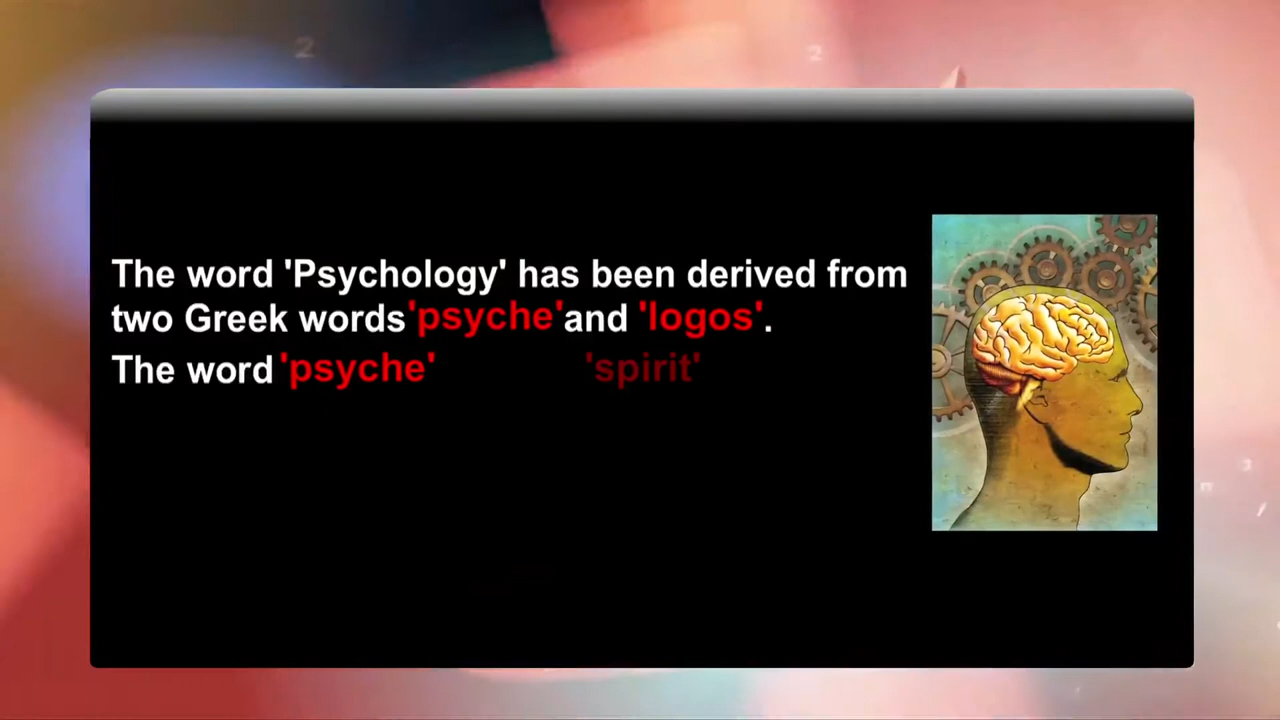 The word 'Psychology' has been derived from
two Greek words 'psyche' and 'logos'.
The word 'psyche' 'spirit'